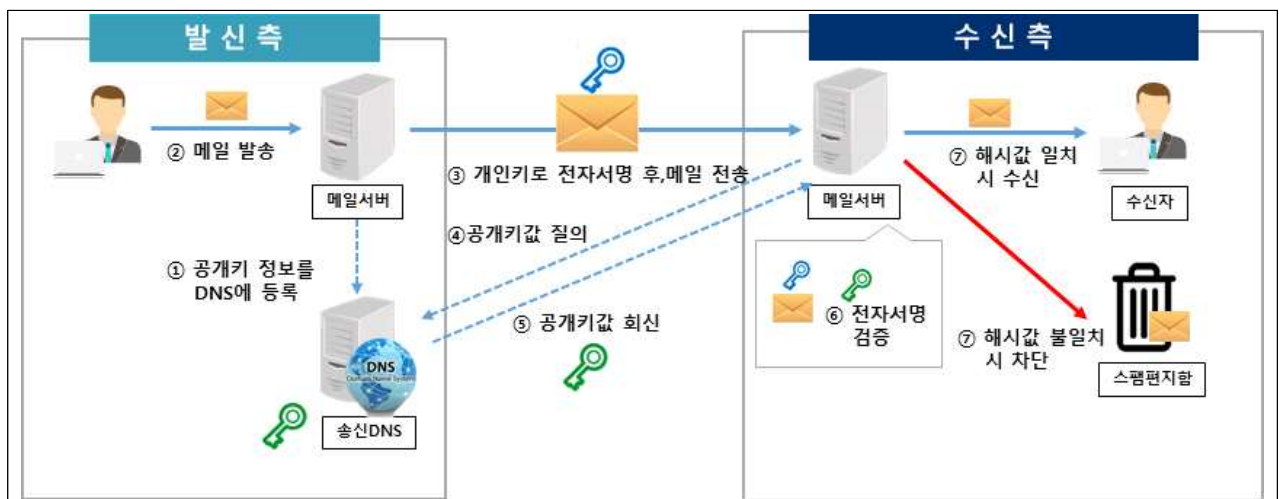 발신측
수신측
② 메일 발송
메일서버
③ 개인키로 전자서명 후,메일 전송
메일서버
⑦ 해시값 일치
시 수신
수신자
④공개키값 질의
① 공개키 정보를
DNS에 등록
⑤ 공개키값 회신
⑥ 전자서명
검증
⑦ 해시값 불일치
시 차단
스팸편지함
DNS
Domain Name System
송신DNS